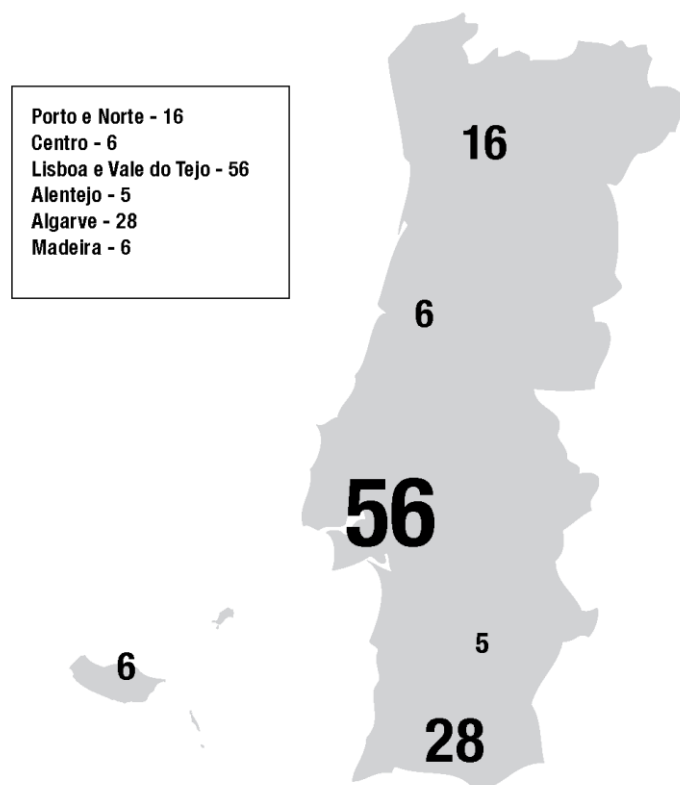 Porto e Norte - 16
Centro - 6
Lisboa e Vale do Tejo - 56
Alentejo - 5
Algarve - 28
Madeira - 6
16
6
56
5
6
28